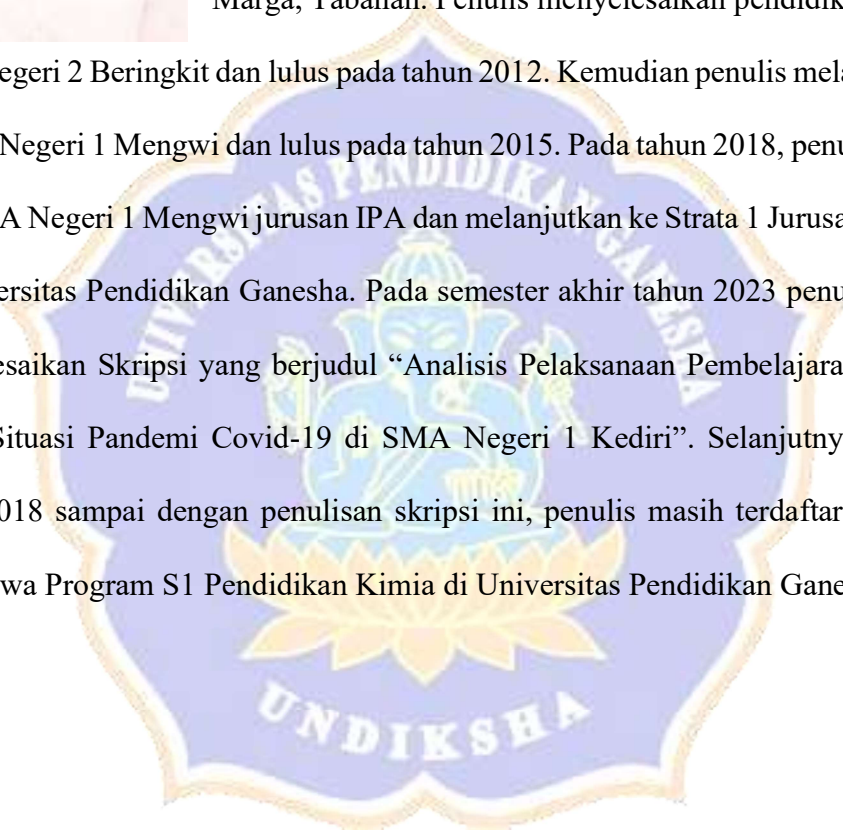 Marga, Tabanan. Penulis menyelesaikan pendidik
egeri 2 Beringkit dan lulus pada tahun 2012. Kemudian penulis mela
Negeri 1 Mengwi dan lulus pada tahun 2015. Pada tahun 2018, penu
A Negeri 1 Mengwi jurusan IPA dan melanjutkan ke Strata 1 Jurusa
ersitas Pendidikan Ganesha. Pada semester akhir tahun 2023 penu
esaikan Skripsi yang berjudul “Analisis Pelaksanaan Pembelajara
Situasi Pandemi Covid-19 di SMA Negeri 1 Kediri”. Selanjutny
018 sampai dengan penulisan skripsi ini, penulis masih terdaftar
wa Program S1 Pendidikan Kimia di Universitas Pendidikan Gane
UNIVERSITAS PENDIDIKAN GANESHA
UNDIKSHA